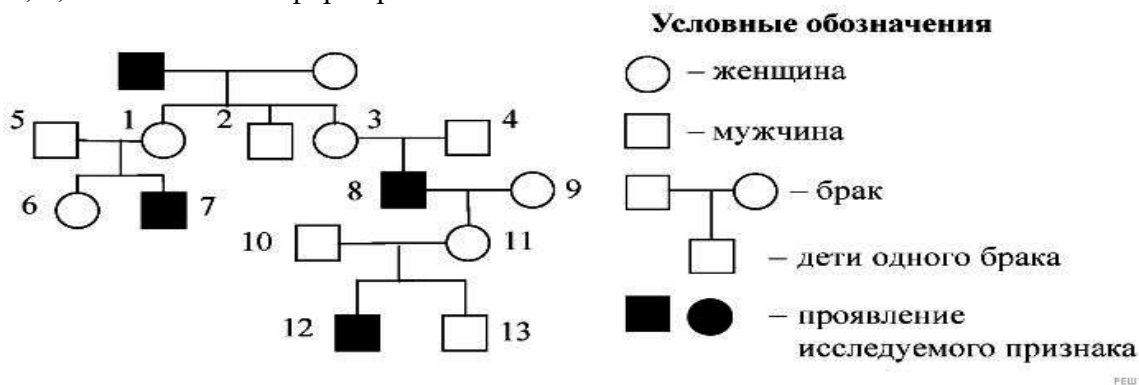 Условные обозначения
– женщина
– мужчина
– брак
– дети одного брака
– проявление
исследуемого признака
5 1 2 3 4
6 7 8 9
10 11
12 13